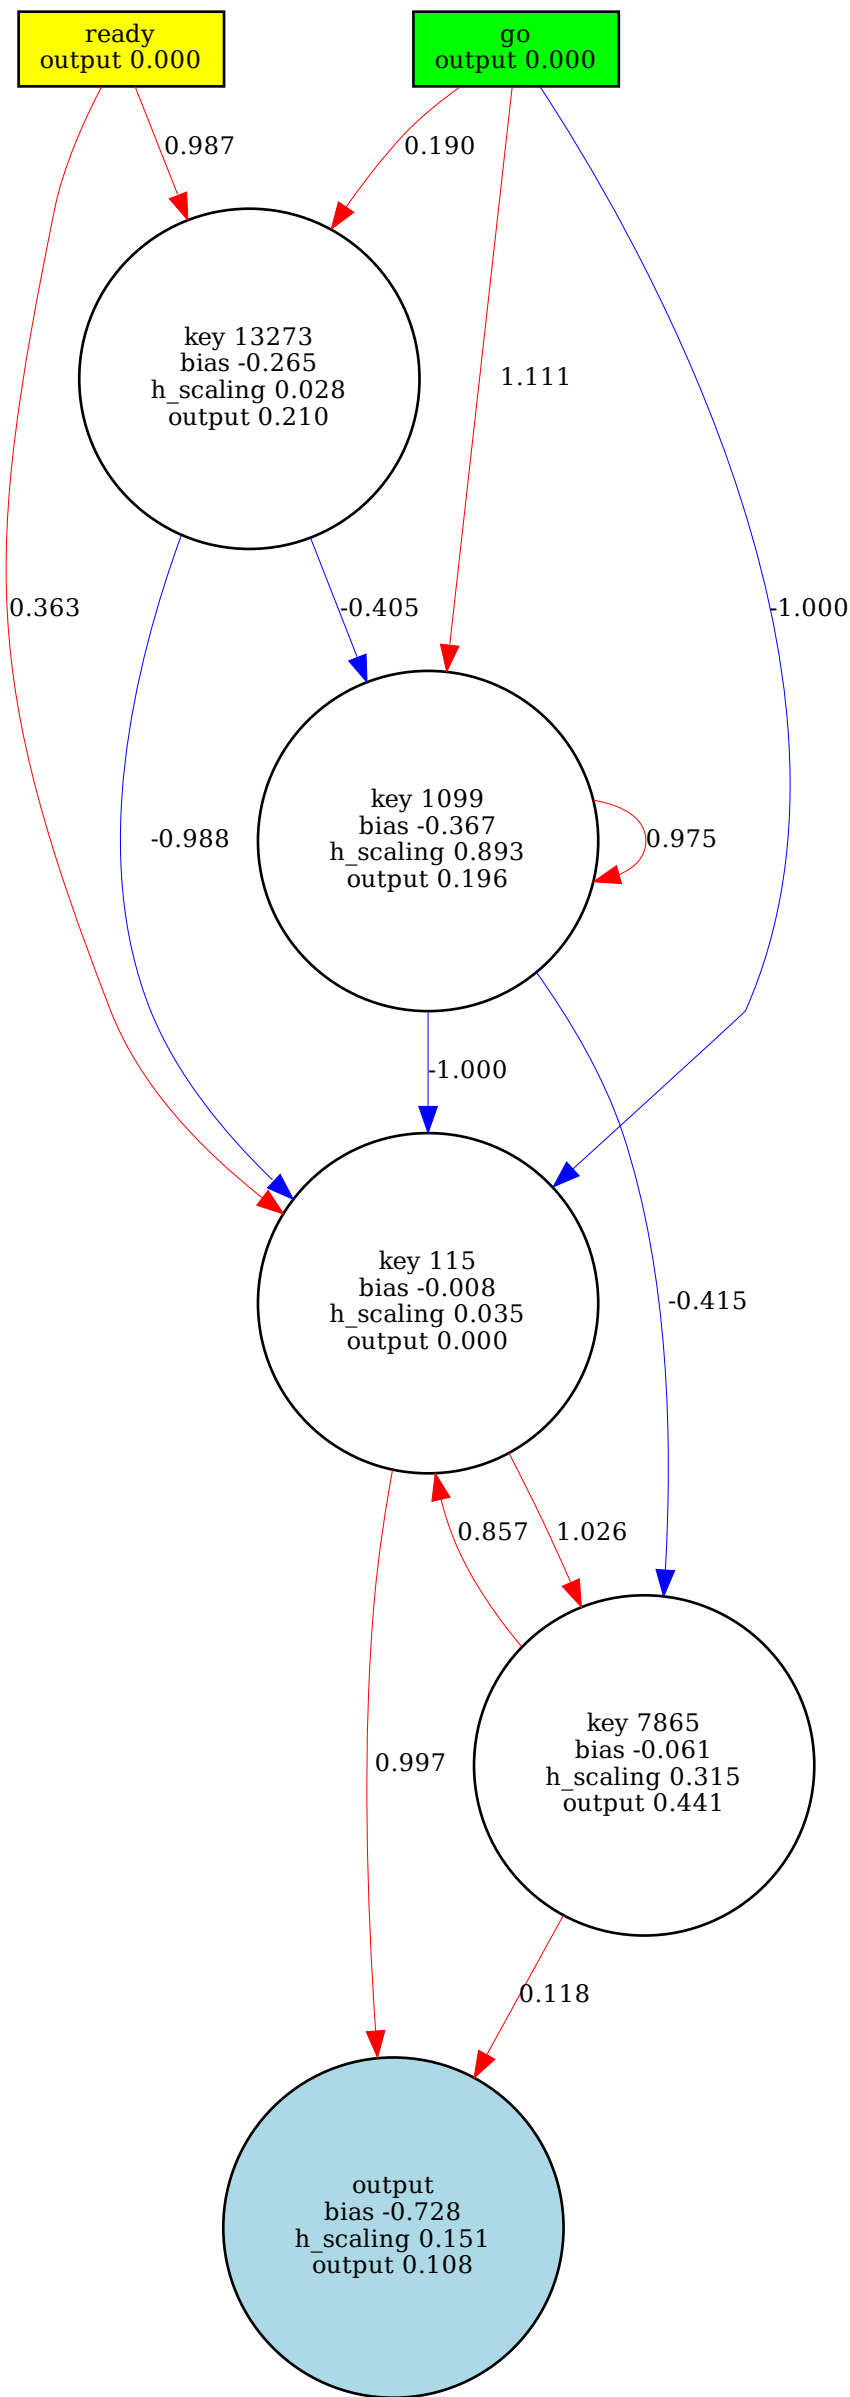 ready
output 0.000
go
output 0.000
0.987
0.190
key 13273
bias -0.265
h_scaling 0.028
output 0.210
1.111
0.363
-0.405
-1.000
key 1099
bias -0.367
h_scaling 0.893
output 0.196
-0.988
0.975
-1.000
key 115
bias -0.008
h_scaling 0.035
output 0.000
-0.415
0.857
1.026
key 7865
bias -0.061
h_scaling 0.315
output 0.441
0.997
0.118
output
bias -0.728
h_scaling 0.151
output 0.108